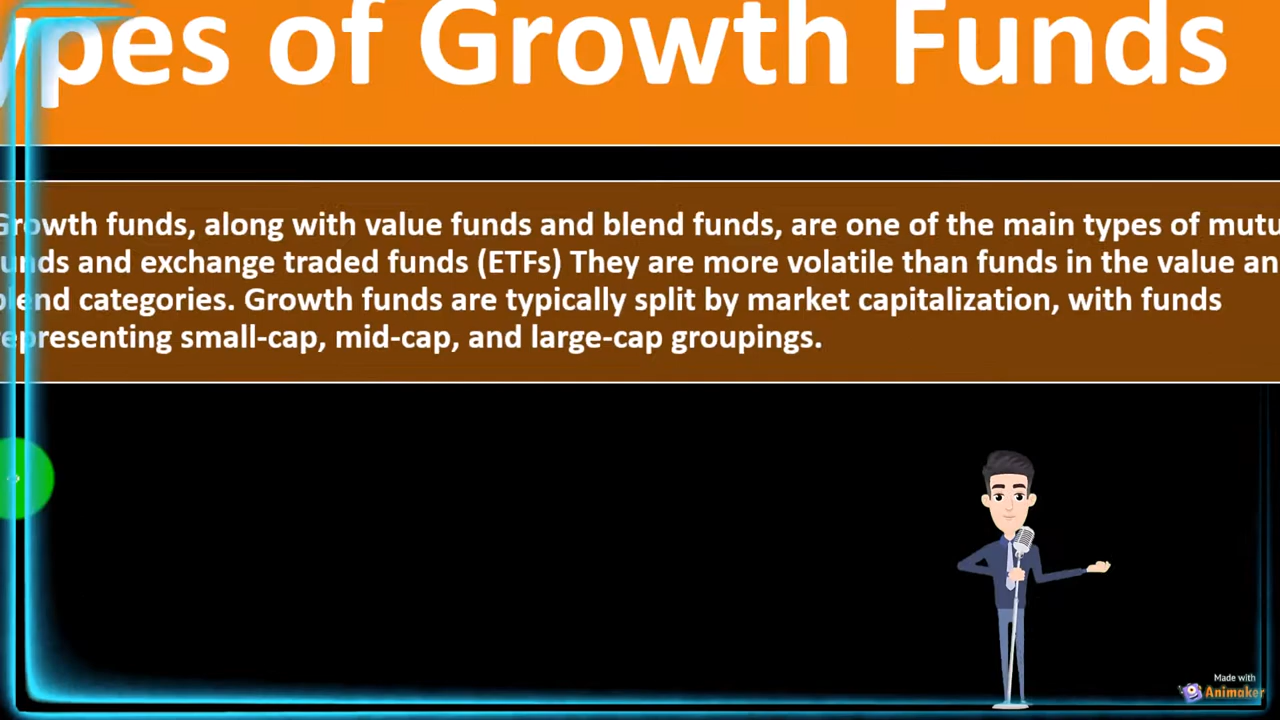 ypes of Growth Funds
Growth funds, along with value funds and blend funds, are one of the main types of mutu
unds and exchange traded funds (ETFs) They are more volatile than funds in the value an
blend categories. Growth funds are typically split by market capitalization, with funds
representing small-cap, mid-cap, and large-cap groupings.
Made with
Animaker